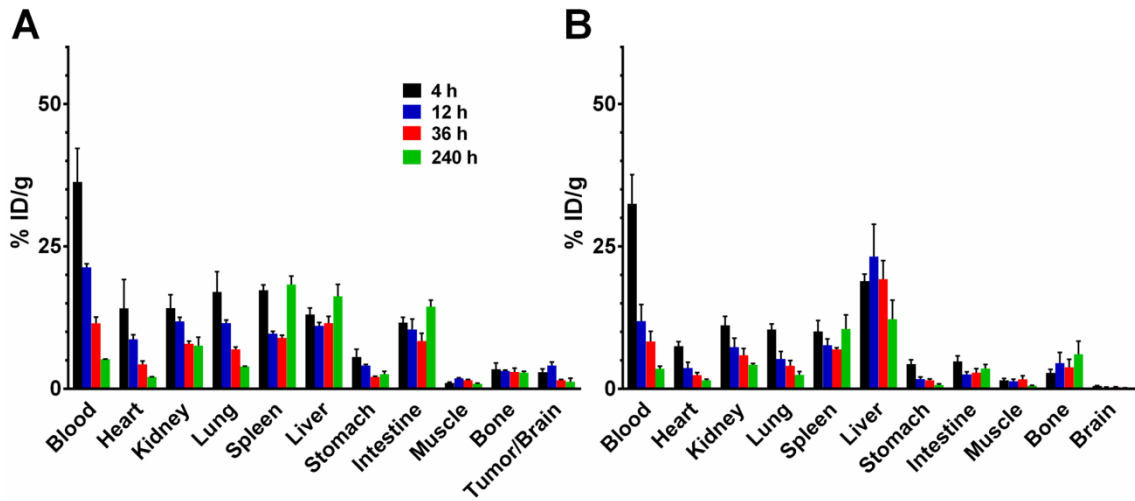 A
% ID/g
50
25
0
4 h
12 h
36 h
240 h
Blood
Heart
Kidney
Lung
Spleen
Liver
Stomach
Intestine
Muscle
Bone
Tumor/Brain
B
% ID/g
50
25
0
Blood
Heart
Kidney
Lung
Spleen
Liver
Stomach
Intestine
Muscle
Bone
Brain